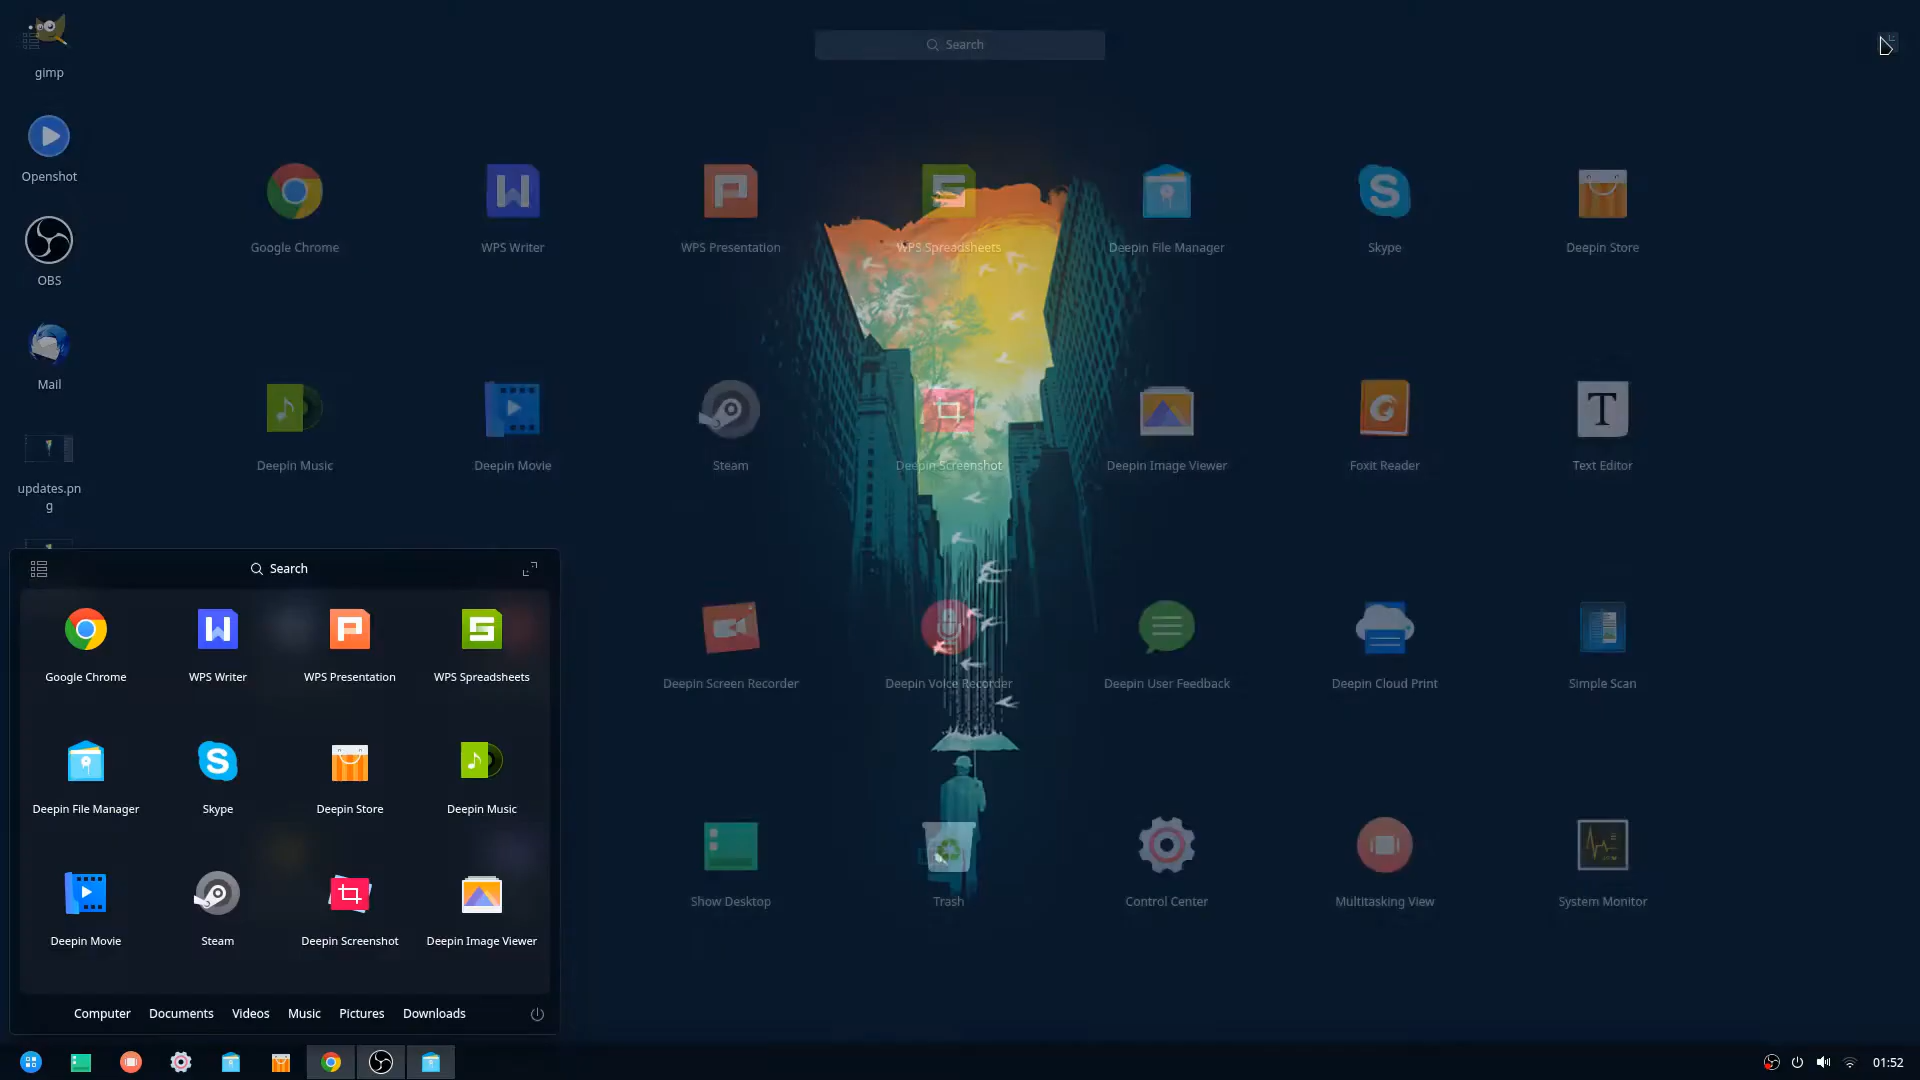 Search
gimp
Openshot
OBS
Mail
updates.pn
g
Google Chrome
WPS Writer
WPS Presentation
WPS Spreadsheets
Deepin File Manager
Skype
Deepin Store
Deepin Music
Deepin Movie
Steam
Deepin Screenshot
Deepin Image Viewer
Foxit Reader
Text Editor
Deepin Screen Recorder
Deepin Voice Recorder
Deepin User Feedback
Deepin Cloud Print
Simple Scan
Show Desktop
Trash
Control Center
Multitasking View
System Monitor
Search
Google Chrome
WPS Writer
WPS Presentation
WPS Spreadsheets
Deepin File Manager
Skype
Deepin Store
Deepin Music
Deepin Movie
Steam
Deepin Screenshot
Deepin Image Viewer
Computer Documents Videos Music Pictures Downloads
01:52